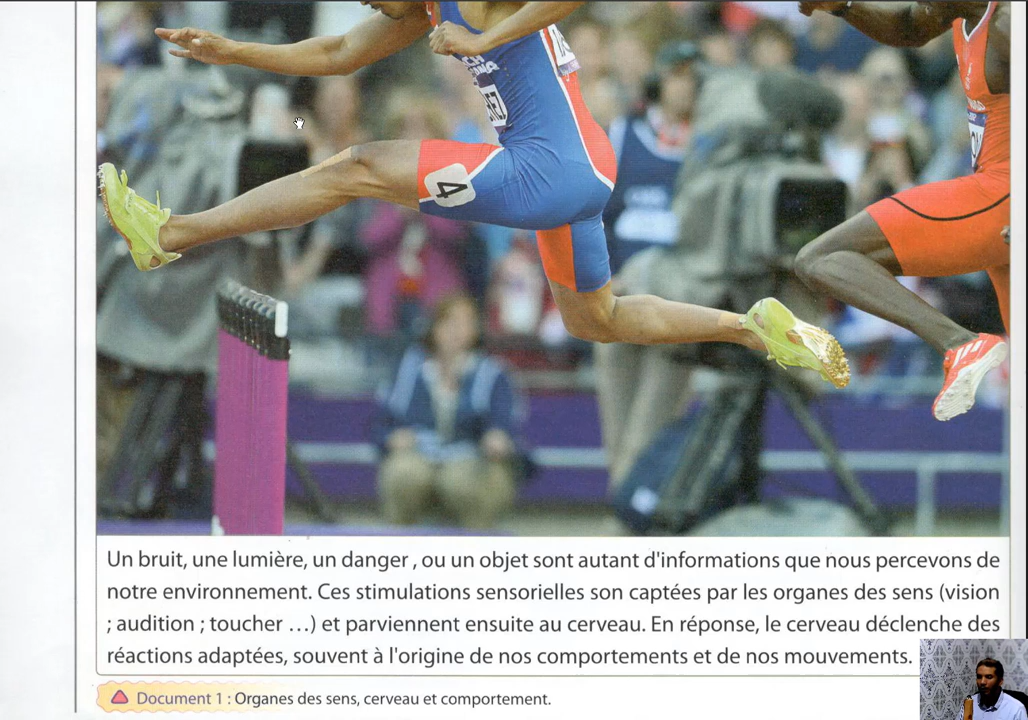 4
Un bruit, une lumière, un danger , ou un objet sont autant d'informations que nous percevons de
notre environnement. Ces stimulations sensorielles son captées par les organes des sens (vision
; audition ; toucher ...) et parviennent ensuite au cerveau. En réponse, le cerveau déclenche des
réactions adaptées, souvent à l'origine de nos comportements et de nos mouvements.
Document 1 : Organes des sens, cerveau et comportement.